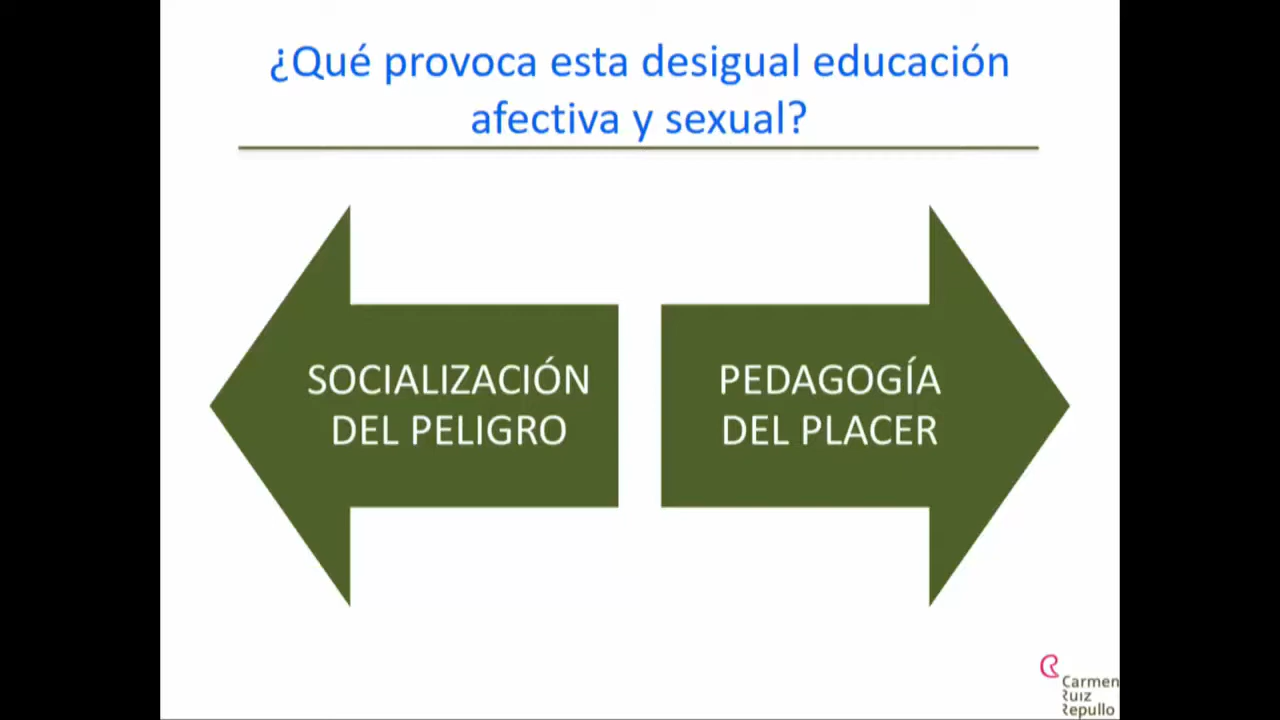 ¿Qué provoca esta desigual educación
afectiva y sexual?
SOCIALIZACIÓN
DEL PELIGRO
PEDAGOGÍA
DEL PLACER
Carmen
Ruiz
Repullo